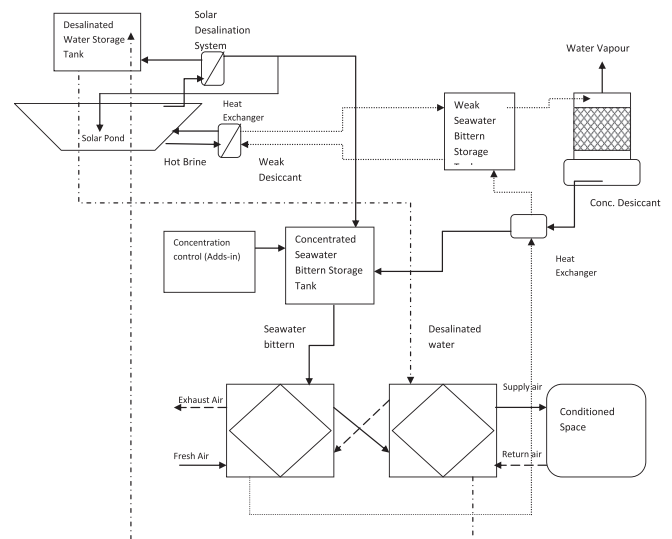 Desalinated
Water Storage
Tank
Solar
Desalination
System
Water Vapour
Solar Pond
Heat
Exchanger
Hot Brine
Weak
Desiccant
Weak
Seawater
Bittern
Storage
Conc. Desiccant
Heat
Exchanger
Concentration
control (Adds-in)
Concentrated
Seawater
Bittern Storage
Tank
Seawater
bittern
Desalinated
water
Exhaust Air
Fresh Air
Supply air
Return air
Conditioned
Space